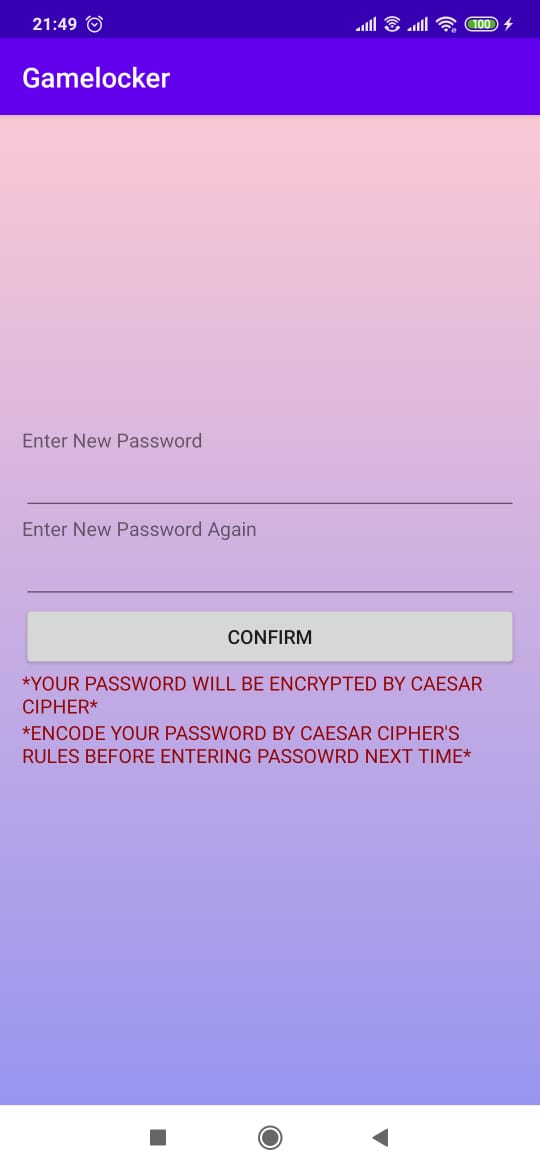 21:49
100
Gamelocker
Enter New Password
Enter New Password Again
CONFIRM
*YOUR PASSWORD WILL BE ENCRYPTED BY CAESAR
CIPHER*
*ENCODE YOUR PASSWORD BY CAESAR CIPHER'S
RULES BEFORE ENTERING PASSOWRD NEXT TIME*